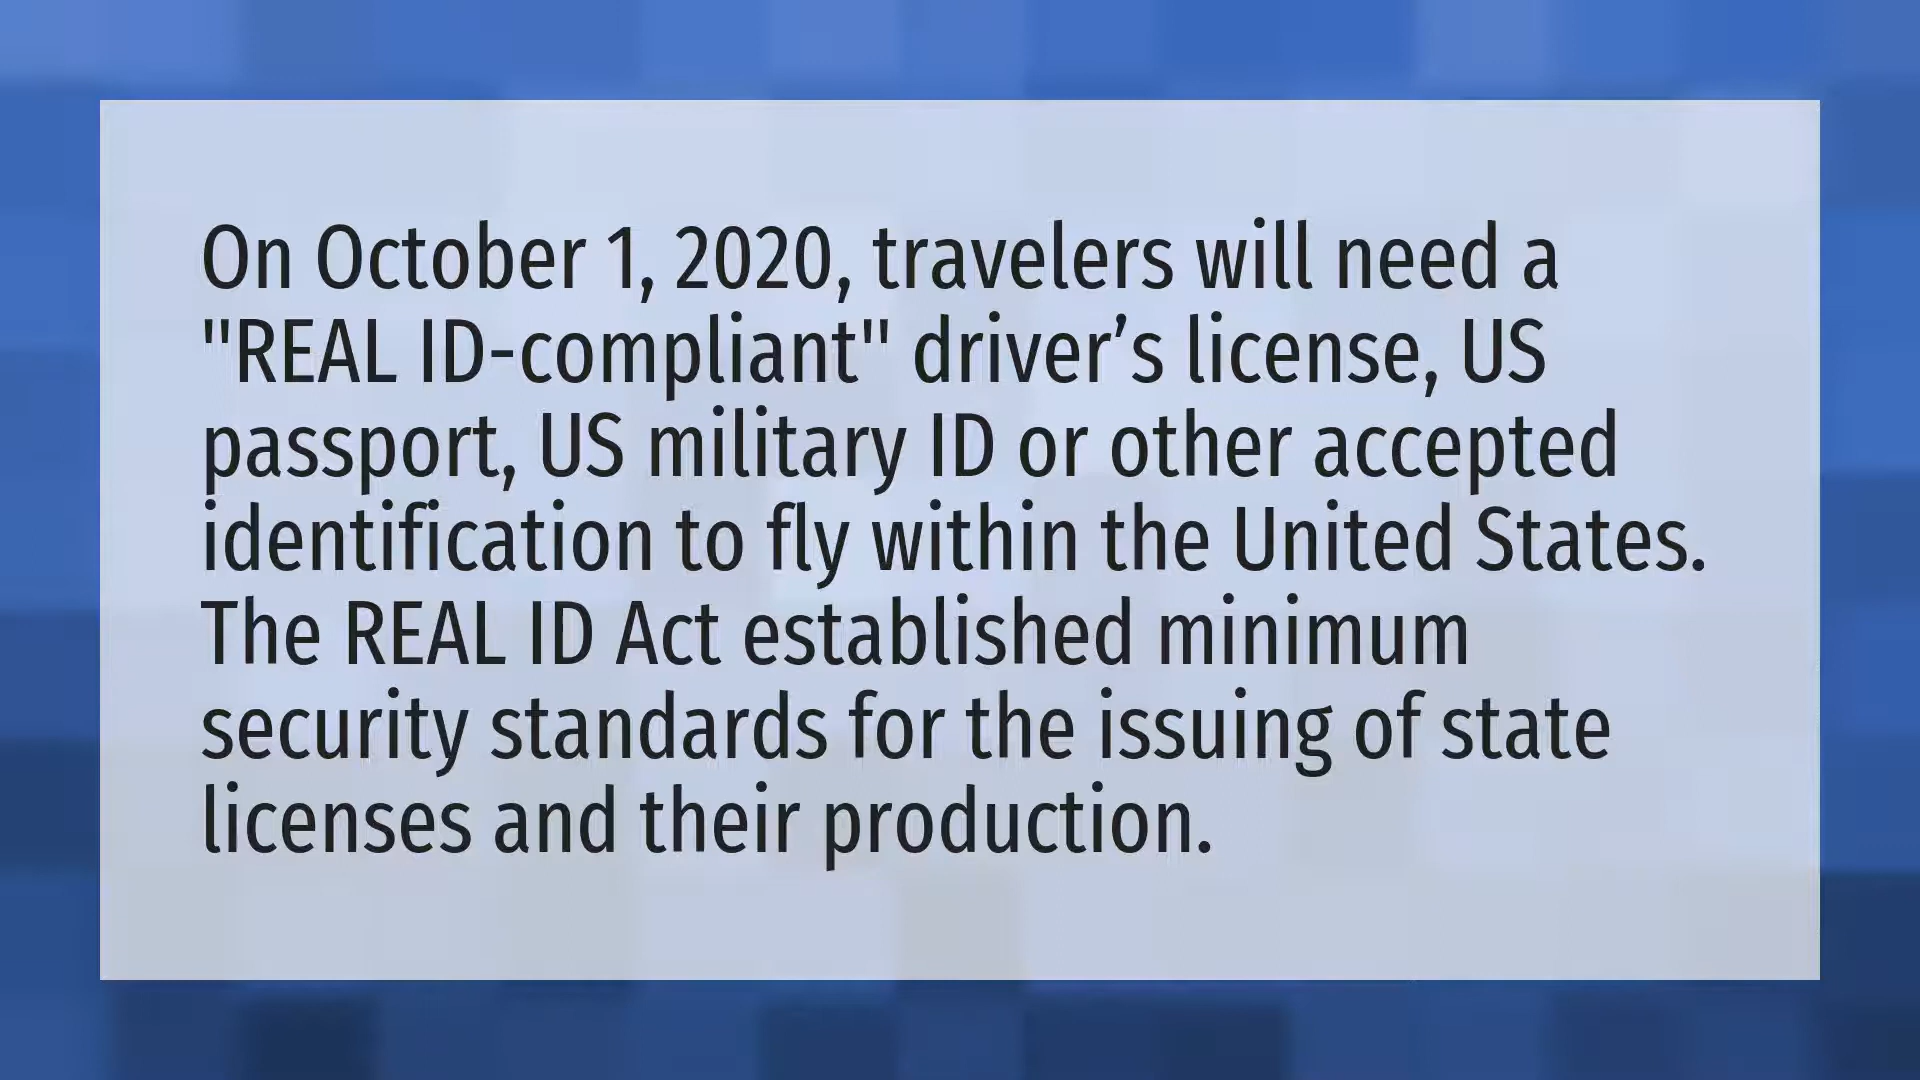 On October 1, 2020, travelers will need a
"REAL ID-compliant" driver’s license, US
passport, US military ID or other accepted
identification to fly within the United States.
The REAL ID Act established minimum
security standards for the issuing of state
licenses and their production.